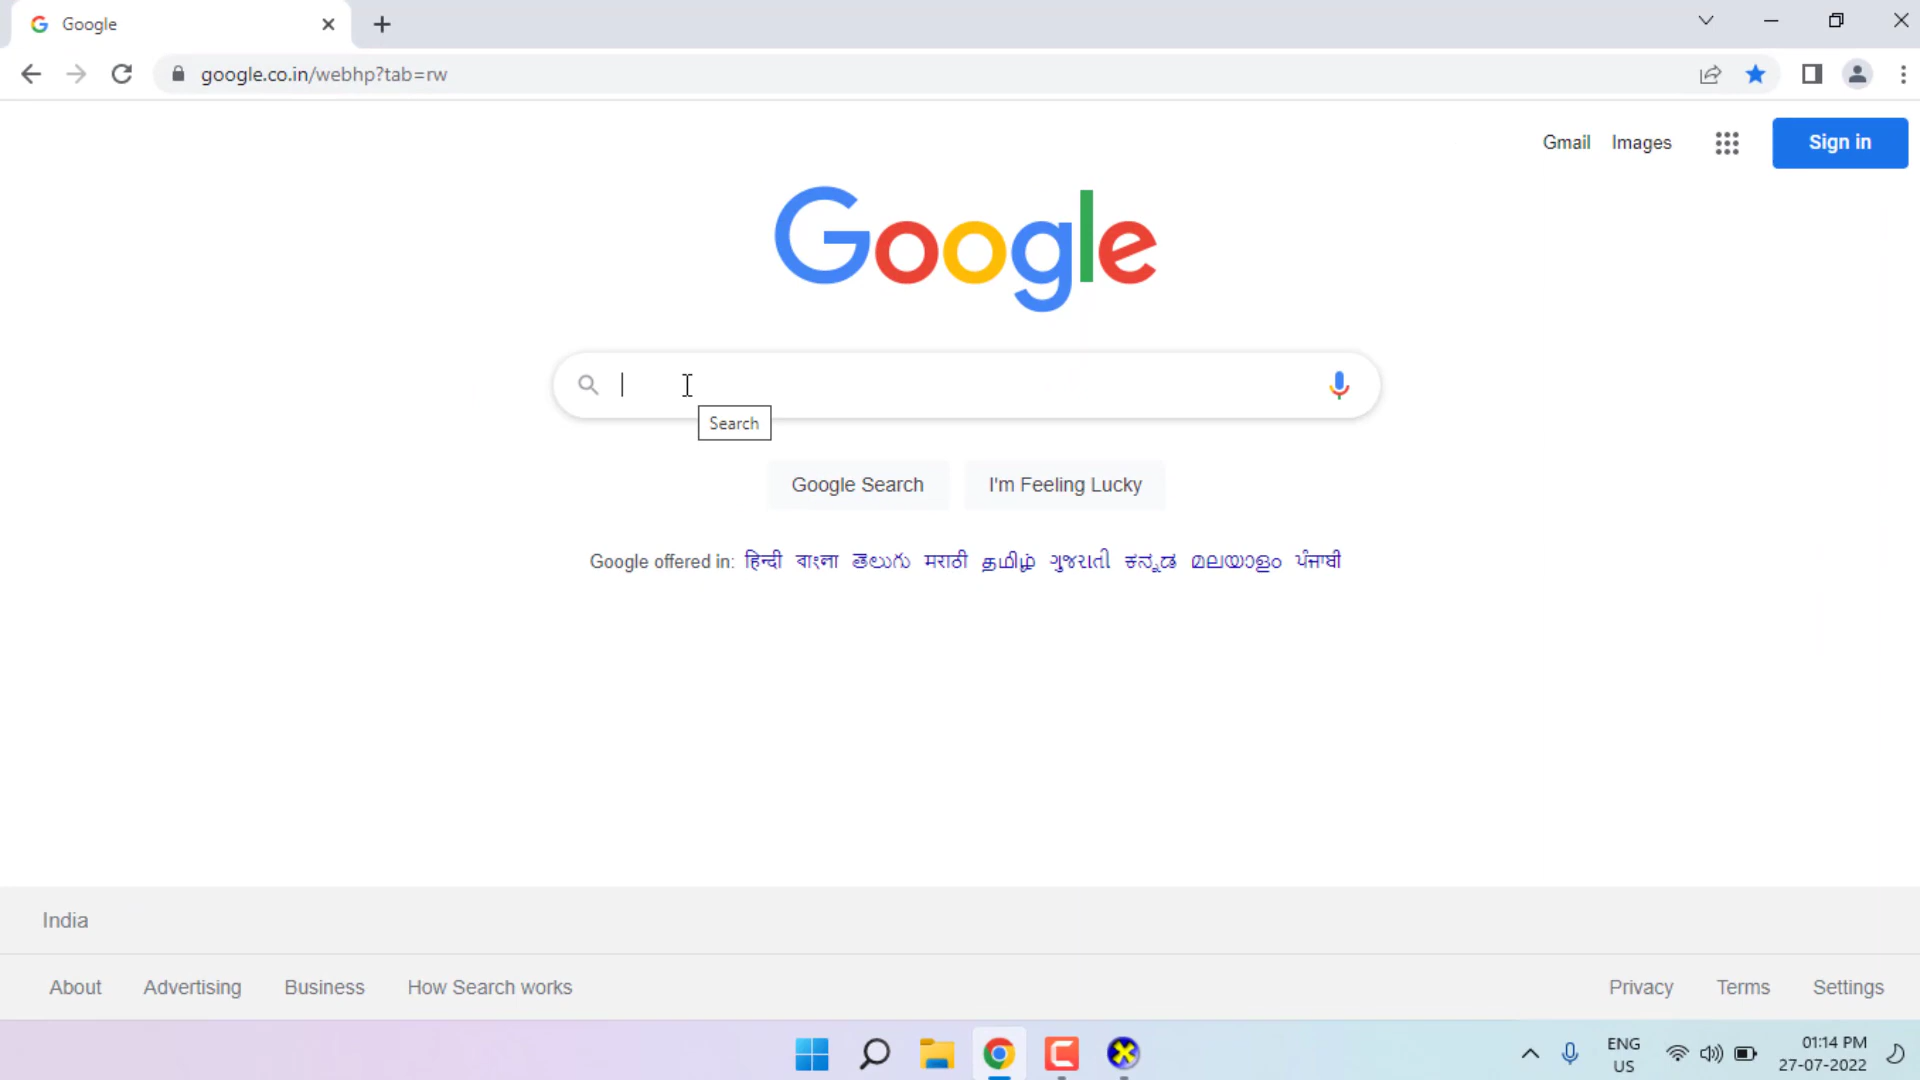 Google
google.co.in/webhp?tab=rw
Gmail Images Sign in
Google
Search
Google Search I'm Feeling Lucky
Google offered in: हिन्दी বাংলা తెలుగు मराठी தமிழ் ગુજરાતી ಕನ್ನಡ മലയാളം ਪੰਜਾਬੀ
India
About Advertising Business How Search works Privacy Terms Settings
ENG
US
01:14 PM
27-07-2022